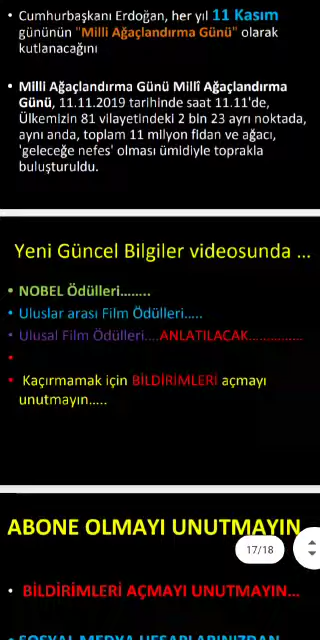 • Cumhurbaşkanı Erdoğan, her yıl 11 Kasım
gününün "Milli Ağaçlandırma Günü" olarak
kutlanacağını
• Milli Ağaçlandırma Günü Millî Ağaçlandırma
Günü, 11.11.2019 tarihinde saat 11.11'de,
Ülkemizin 81 vilayetindeki 2 bin 23 ayrı noktada,
aynı anda, toplam 11 milyon fidan ve ağacı,
'geleceğe nefes' olması ümidiyle toprakla
buluşturuldu.
Yeni Güncel Bilgiler videosunda ...
• NOBEL Ödülleri........
• Uluslar arası Film Ödülleri.....
• Ulusal Film Ödülleri....ANLATILACAK...............
•
• Kaçırmamak için BİLDİRİMLERİ açmayı
unutmayın.....
ABONE OLMAYI UNUTMAYIN
17/18
• BİLDİRİMLERİ AÇMAYI UNUTMAYIN...
• SOSYAL MEDYA HESAPLARINIZDAN